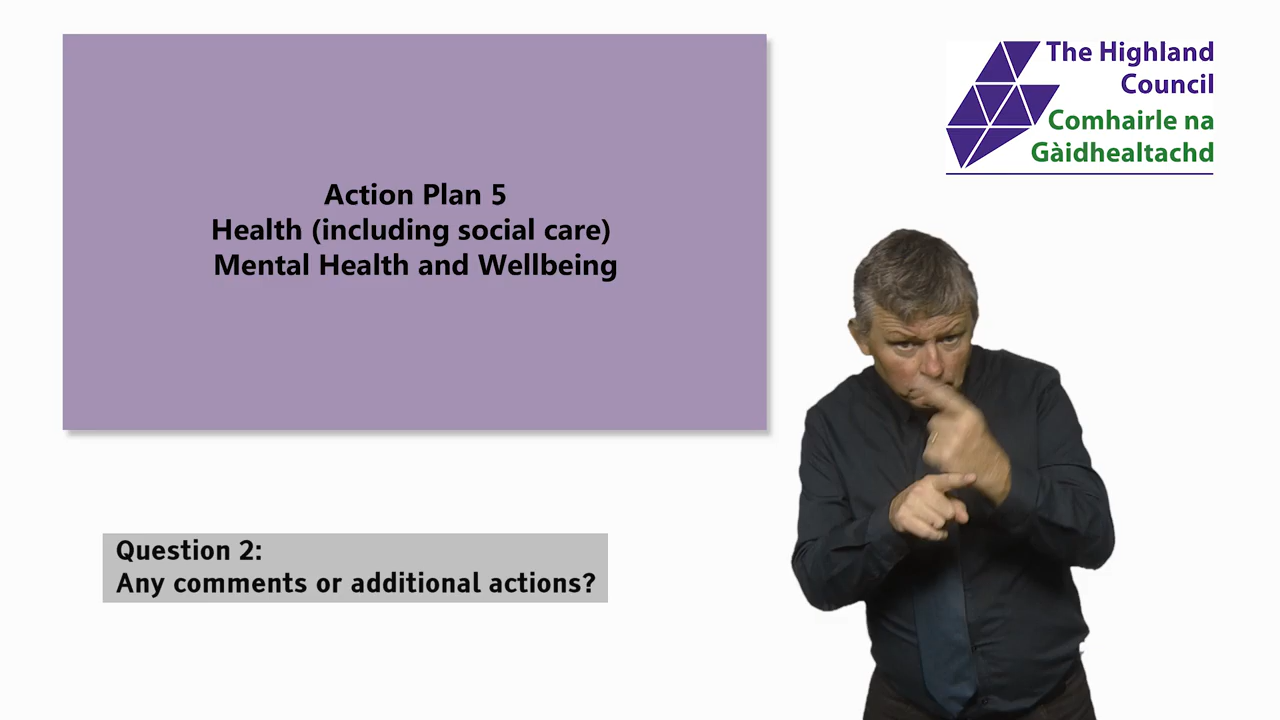 Action Plan 5
Health (including social care)
Mental Health and Wellbeing
The Highland
Council
Comhairle na
Gàidhealtachd
Question 2:
Any comments or additional actions?